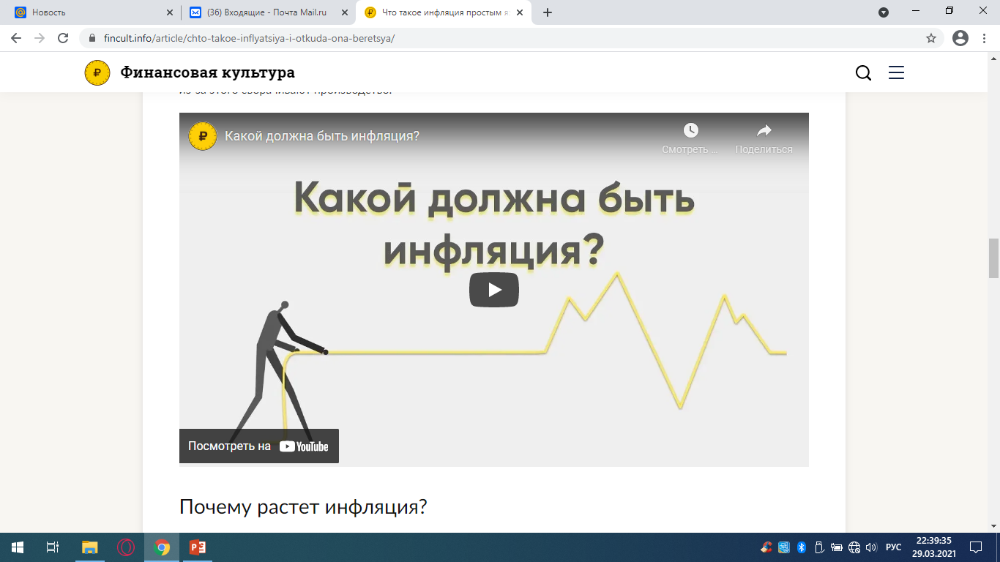 Новость
(36) Входящие - Почта Mail.ru
Что такое инфляция простым я
fincult.info/article/chto-takoe-inflyatsiya-i-otkuda-ona-beretsya/
Финансовая культура
из-за этого сворачивают производство.
Какой должна быть инфляция?
Смотреть ...
Поделиться
Какой должна быть
инфляция?
Посмотреть на YouTube
Почему растет инфляция?
РУС
22:39:35
29.03.2021